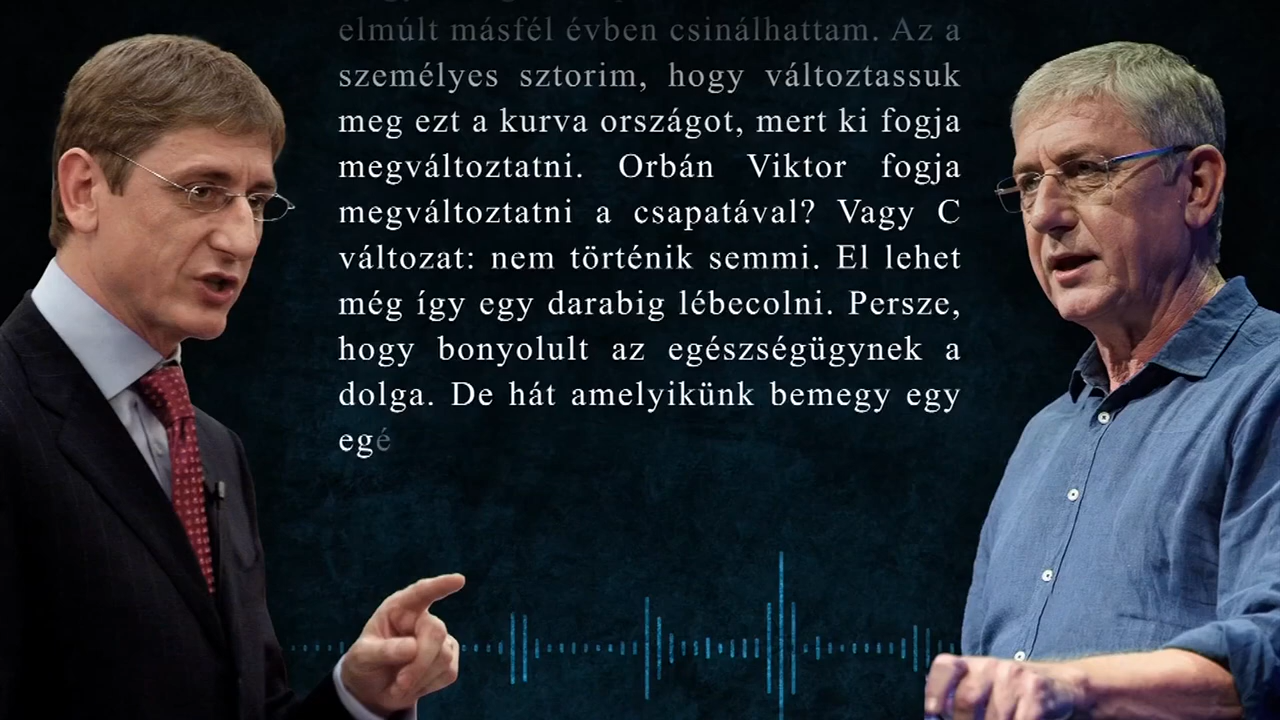 elmúlt másfél évben csinálhattam. Az a
személyes sztorim, hogy változtassuk
meg ezt a kurva országot, mert ki fogja
megváltoztatni. Orbán Viktor fogja
megváltoztatni a csapatával? Vagy C
változat: nem történik semmi. El lehet
még így egy darabig lébecolni. Persze,
hogy bonyolult az egészségügynek a
dolga. De hát amelyikünk bemegy egy
egé